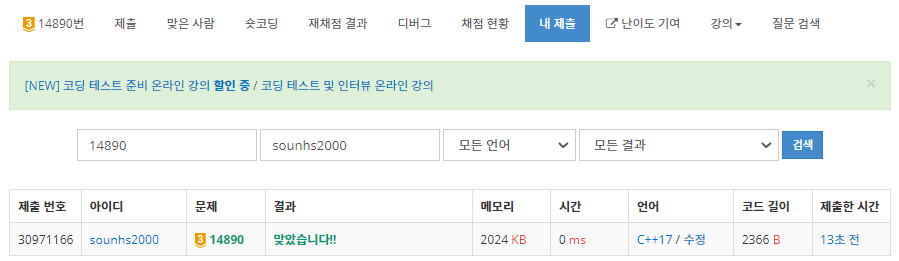 3 14890번 제출 맞은 사람 숏코딩 재채점 결과 디버그 채점 현황 내 제출 난이도 기여 강의 질문 검색
[NEW] 코딩 테스트 준비 온라인 강의 할인 중 / 코딩 테스트 및 인터뷰 온라인 강의 ×
14890 sounhs2000 모든 언어 모든 결과 검색
제출 번호 아이디 문제 결과 메모리 시간 언어 코드 길이 제출한 시간
30971166 sounhs2000 3 14890 맞았습니다!! 2024 KB 0 ms C++17 / 수정 2366 B 13초 전